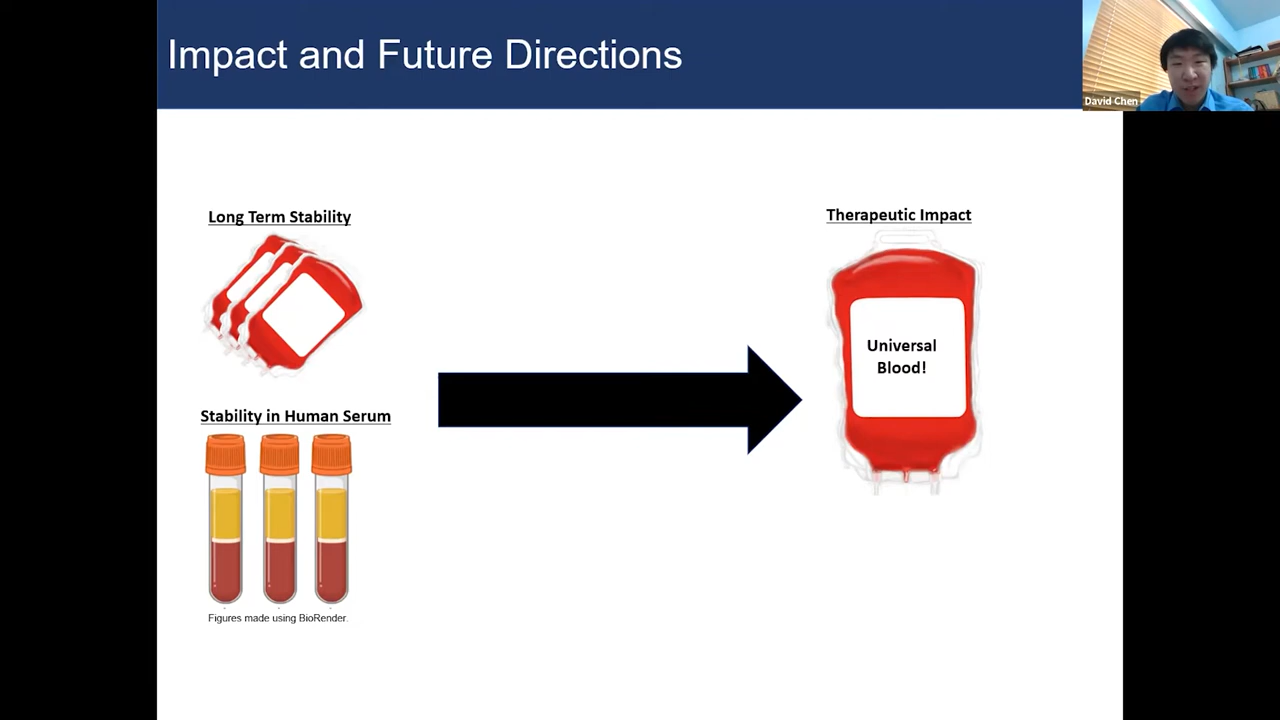 Impact and Future Directions
David Chen
Long Term Stability
Therapeutic Impact
Universal
Blood!
Stability in Human Serum
Figures made using BioRender.